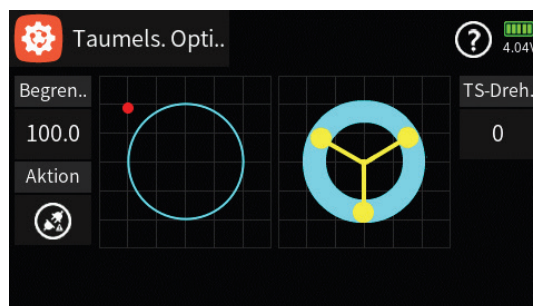 Taumels. Opti..
?
4.04V
Begren..
TS-Dreh.
100.0
0
Aktion